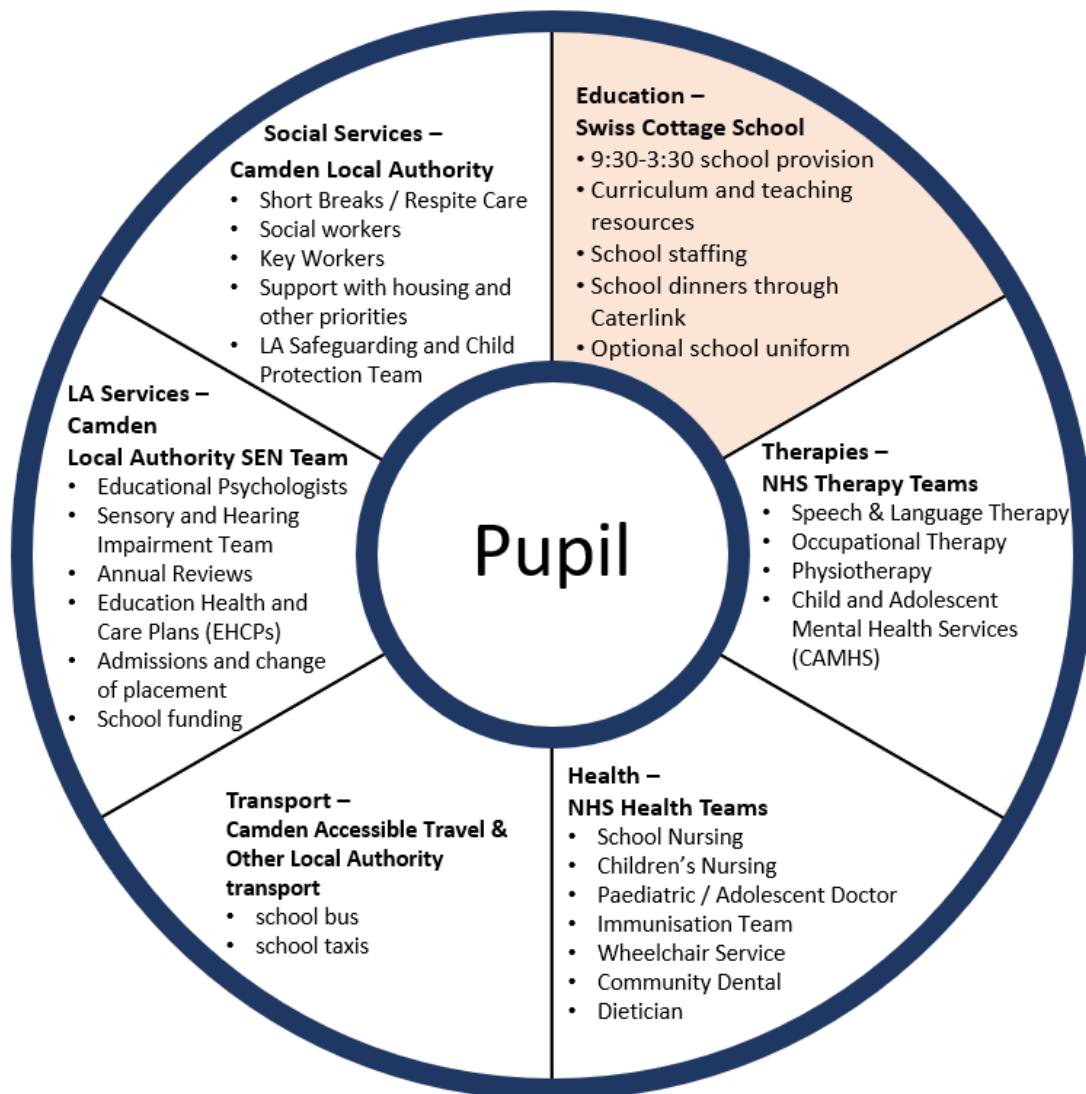 Social Services –
Camden Local Authority
• Short Breaks / Respite Care
• Social workers
• Key Workers
• Support with housing and
other priorities
• LA Safeguarding and Child
Protection Team
Education –
Swiss Cottage School
• 9:30-3:30 school provision
• Curriculum and teaching
resources
• School staffing
• School dinners through
Caterlink
• Optional school uniform
LA Services –
Camden
Local Authority SEN Team
• Educational Psychologists
• Sensory and Hearing
Impairment Team
• Annual Reviews
• Education Health and
Care Plans (EHCPs)
• Admissions and change
of placement
• School funding
Pupil
Therapies –
NHS Therapy Teams
• Speech & Language Therapy
• Occupational Therapy
• Physiotherapy
• Child and Adolescent
Mental Health Services
(CAMHS)
Transport –
Camden Accessible Travel &
Other Local Authority
transport
• school bus
• school taxis
Health –
NHS Health Teams
• School Nursing
• Children’s Nursing
• Paediatric / Adolescent Doctor
• Immunisation Team
• Wheelchair Service
• Community Dental
• Dietician